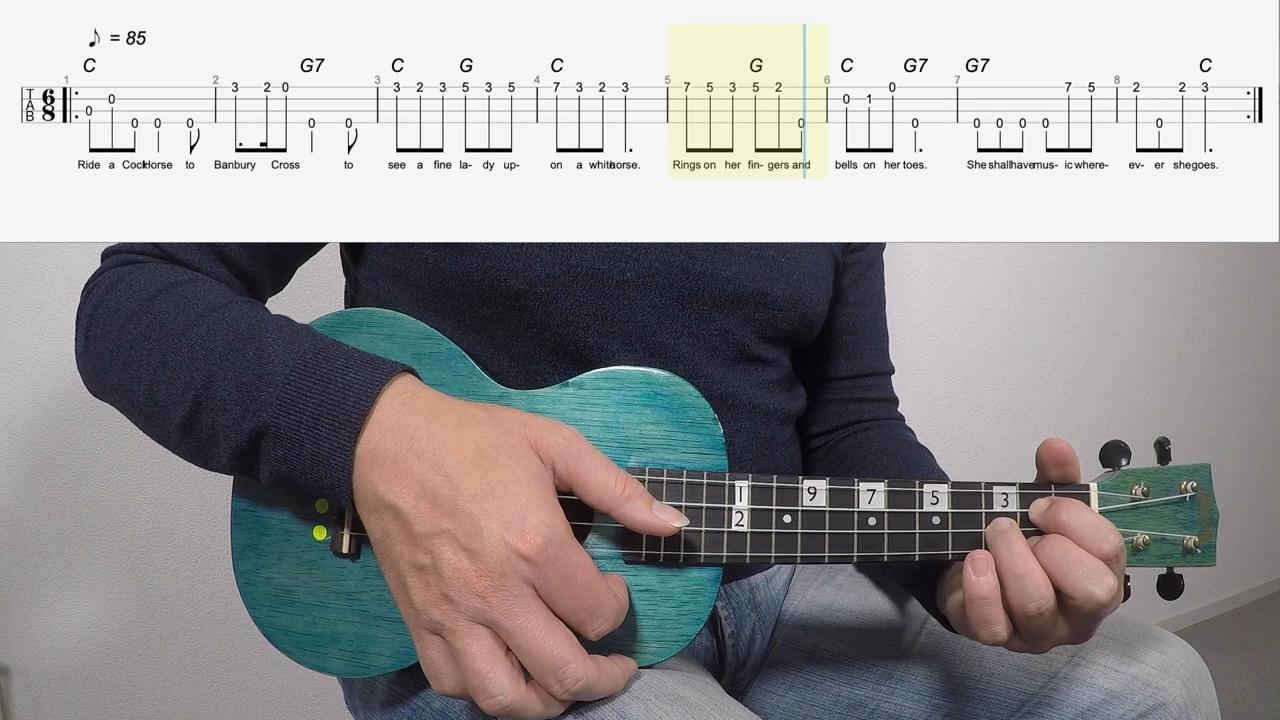 ♪ = 85
C G7 C G C G C G7 G7 C
1 2 3 4 5 6 7 8
T A B 6 8
3 2 0 3 2 3 5 3 5 7 3 2 3 7 5 3 5 2 0 7 5 2 2 3
0 0 1
0
0 0 0 0 0 0 0 0 0 0 0 0
Ride a Cock Horse to Banbury Cross to see a fine la- dy up- on a white horse. Rings on her fin- gers and bells on her toes. She shall have mus- ic where- ev- er she goes.
1 9 7 5 3
2